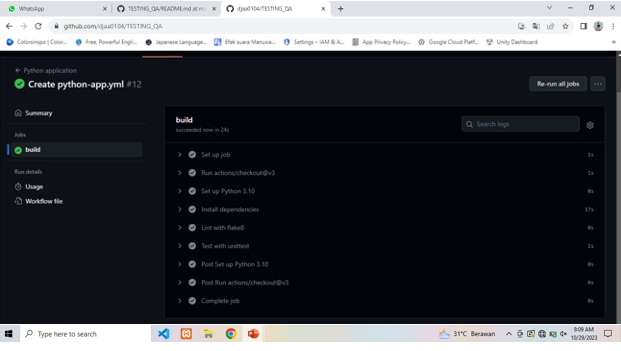 WhatsApp
TESTING_QA/README.md at m
djaa0104/TESTING_QA
github.com/djaa0104/TESTING_QA
Colorsinspo | Color...
Free, Powerful Engli...
Japanese Language...
Efek suara Manusia...
Settings – IAM & A...
App Privacy Policy...
Google Cloud Platf...
Unity Dashboard
Python application
Create python-app.yml #12
Re-run all jobs
Summary
Jobs
build
Run details
Usage
Workflow file
build
succeeded now in 24s
Search logs
Set up job 1s
Run actions/checkout@v3 1s
Set up Python 3.10 0s
Install dependencies 17s
Lint with flake8 0s
Test with unittest 1s
Post Set up Python 3.10 0s
Post Run actions/checkout@v3 0s
Complete job 0s
Type here to search
31°C Berawan
8:09 AM
10/29/2023